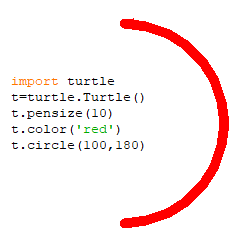 import turtle
t=turtle.Turtle()
t.pensize(10)
t.color('red')
t.circle(100,180)